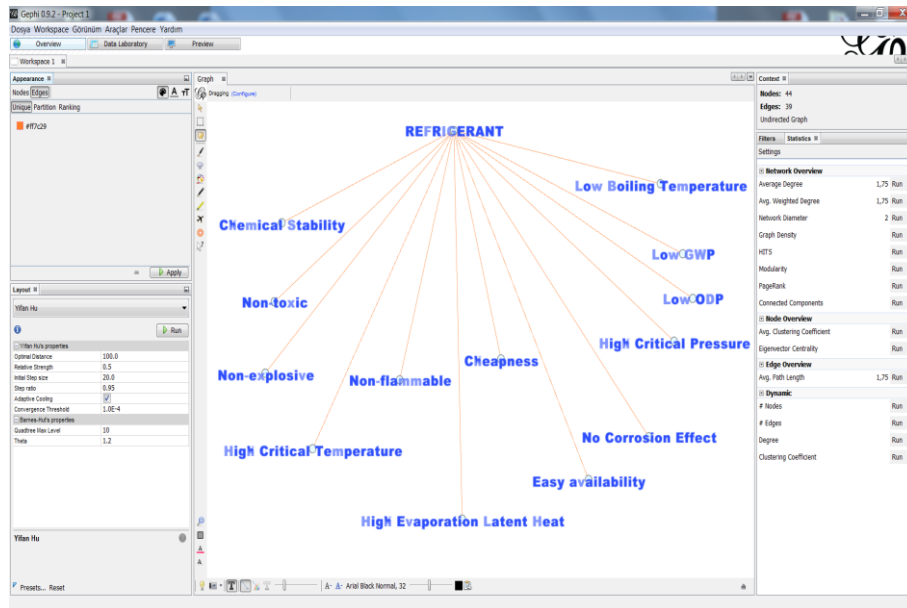 Gephi 0.9.2 - Project 1
Dosya Workspace Görünüm Araçlar Pencere Yardım
Overview Data Laboratory Preview
Workspace 1
Appearance
Nodes Edges
Unique Partition Ranking
#ff7c29
Apply
Layout
Yifan Hu
Run
Yifan Hu's properties
Optimal Distance 100.0
Relative Strength 0.5
Initial Step size 20.0
Step ratio 0.95
Adaptive Cooling
Convergence Threshold 1.0E-4
Barnes-Hut's properties
Quadtree Max Level 10
Theta 1.2
Yifan Hu
Presets... Reset
Graph
Dragging (Configure)
REFRIGERANT
Low Boiling Temperature
Chemical Stability
Low GWP
Non-toxic
Low ODP
High Critical Pressure
Cheapness
Non-explosive
Non-flammable
No Corrosion Effect
High Critical Temperature
Easy availability
High Evaporation Latent Heat
A- A- Arial Black Normal, 32
Context
Nodes: 44
Edges: 39
Undirected Graph
Filters Statistics
Settings
Network Overview
Average Degree 1,75 Run
Avg. Weighted Degree 1,75 Run
Network Diameter 2 Run
Graph Density Run
HITS Run
Modularity Run
PageRank Run
Connected Components Run
Node Overview
Avg. Clustering Coefficient Run
Eigenvector Centrality Run
Edge Overview
Avg. Path Length 1,75 Run
Dynamic
# Nodes Run
# Edges Run
Degree Run
Clustering Coefficient Run